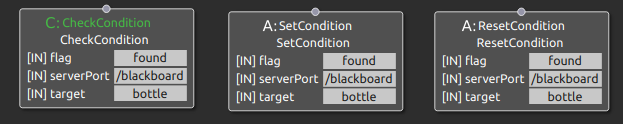 C: CheckCondition
CheckCondition
[IN] flag found
[IN] serverPort /blackboard
[IN] target bottle
A: SetCondition
SetCondition
[IN] flag found
[IN] serverPort /blackboard
[IN] target bottle
A: ResetCondition
ResetCondition
[IN] flag found
[IN] serverPort /blackboard
[IN] target bottle